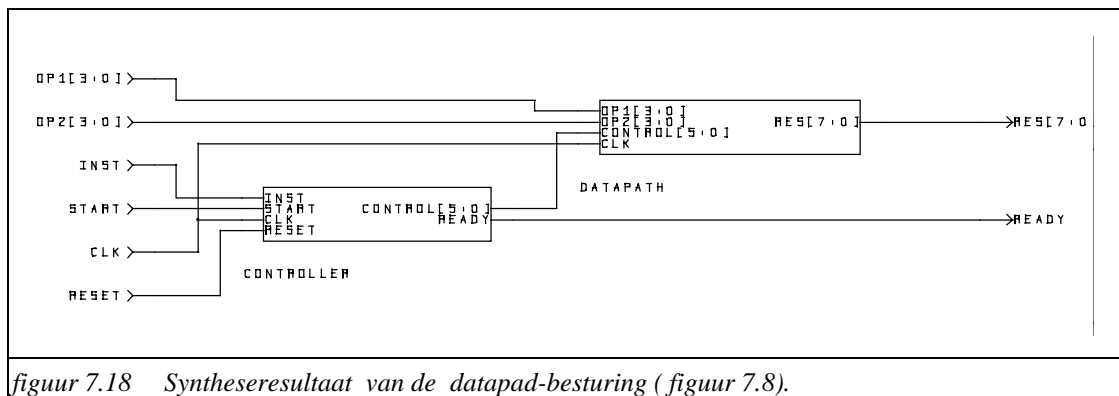 OP1[3:0]
OP2[3:0]
INST
START
CLK
RESET
OP1[3:0]
OP2[3:0]
CONTROL[5:0]
CLK
RES[7:0]
DATAPATH
RES[7:0
INST
START
CLK
RESET
CONTROL[5:0]
READY
CONTROLLER
READY
figuur 7.18 Syntheseresultaat van de datapad-besturing ( figuur 7.8).